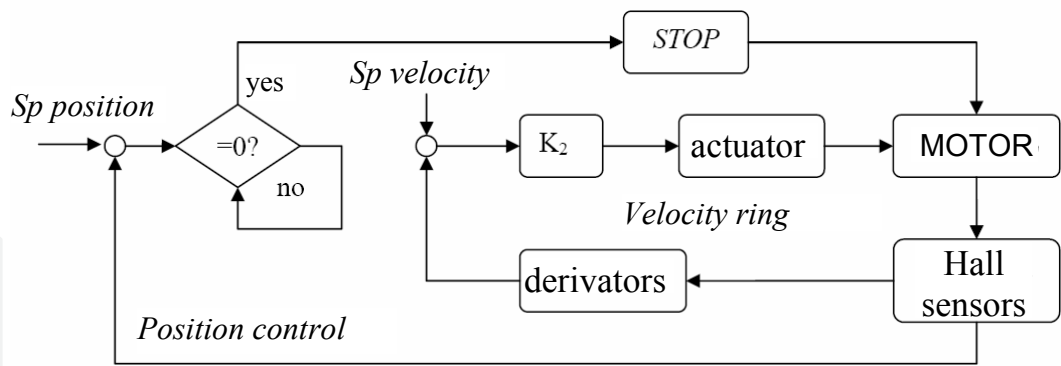 STOP
Sp velocity
yes
Sp position
=0?
K₂
actuator
MOTOR
no
Velocity ring
Hall
sensors
derivators
Position control